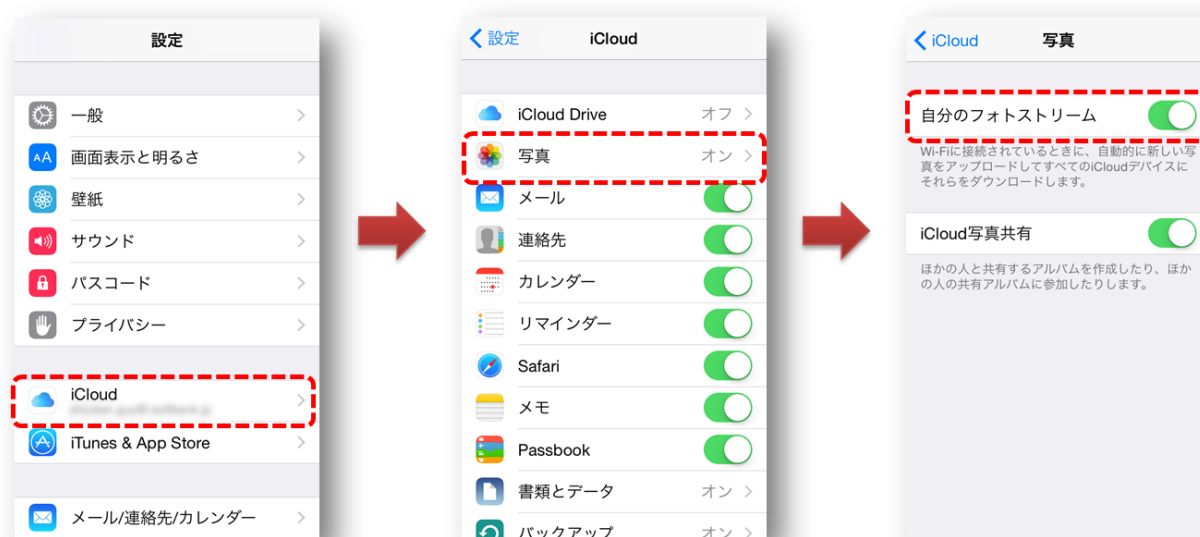 設定
一般
画面表示と明るさ
壁紙
サウンド
パスコード
プライバシー
iCloud
iTunes & App Store
メール/連絡先/カレンダー
設定
iCloud
iCloud Drive
オフ
写真
オン
メール
連絡先
カレンダー
リマインダー
Safari
メモ
Passbook
書類とデータ
オン
バックアップ
オン
iCloud
写真
自分のフォトストリーム
Wi-Fiに接続されているときに、自動的に新しい写
真をアップロードしてすべてのiCloudデバイスに
それらをダウンロードします。
iCloud写真共有
ほかの人と共有するアルバムを作成したり、ほか
の人の共有アルバムに参加したりします。